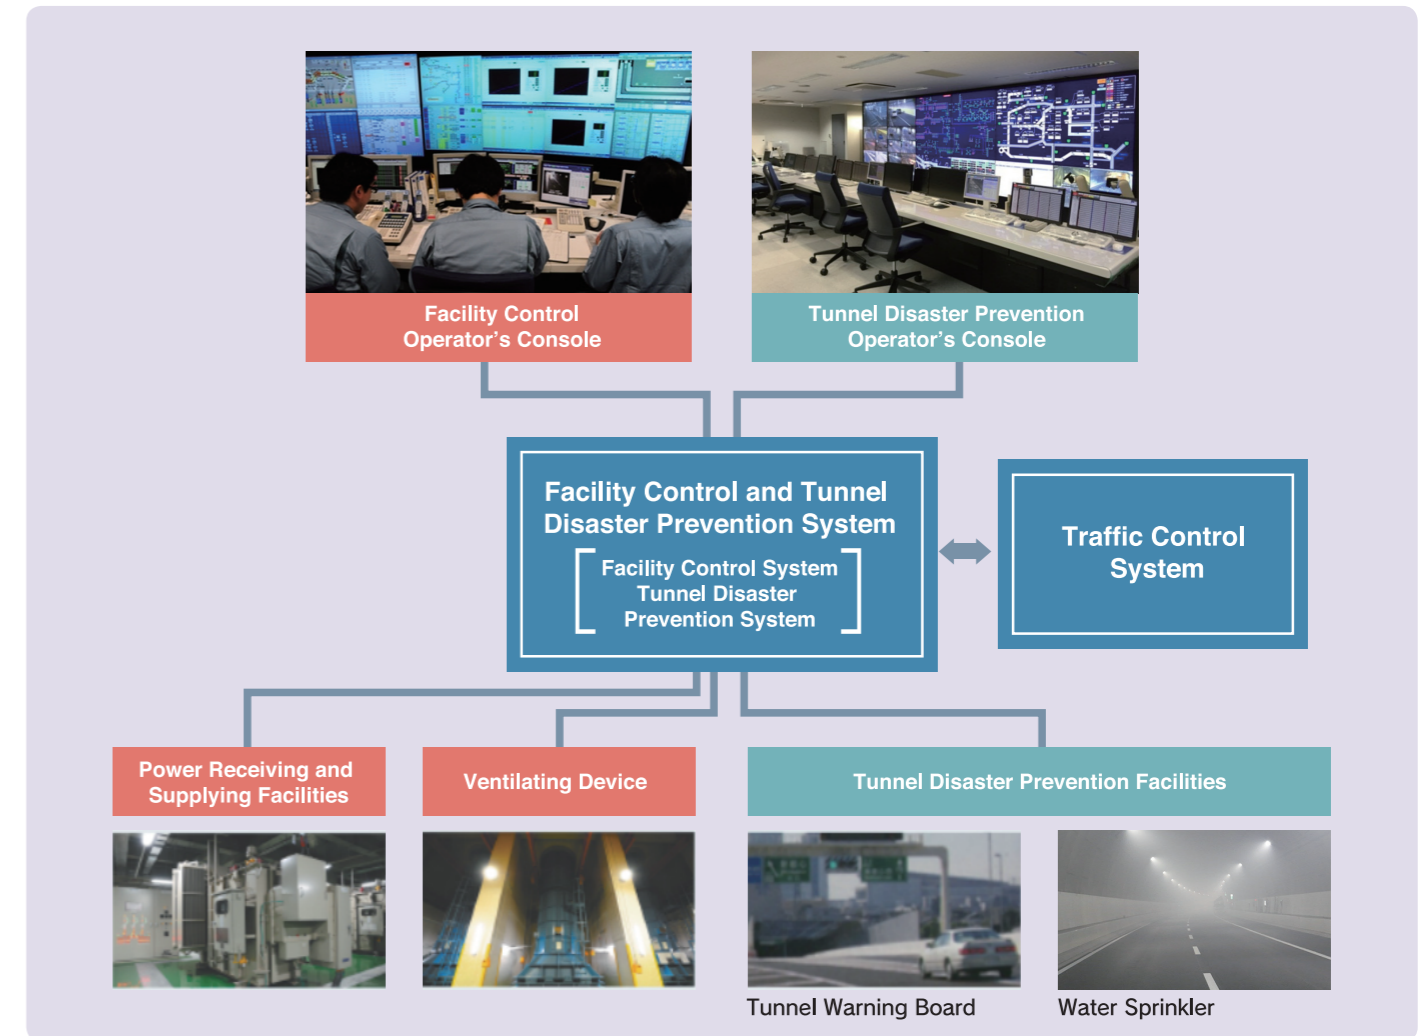 Facility Control
Operator’s Console
Tunnel Disaster Prevention
Operator’s Console
Facility Control and Tunnel
Disaster Prevention System
Facility Control System
Tunnel Disaster
Prevention System
Traffic Control
System
Power Receiving and
Supplying Facilities
Ventilating Device
Tunnel Disaster Prevention Facilities
Tunnel Warning Board
Water Sprinkler